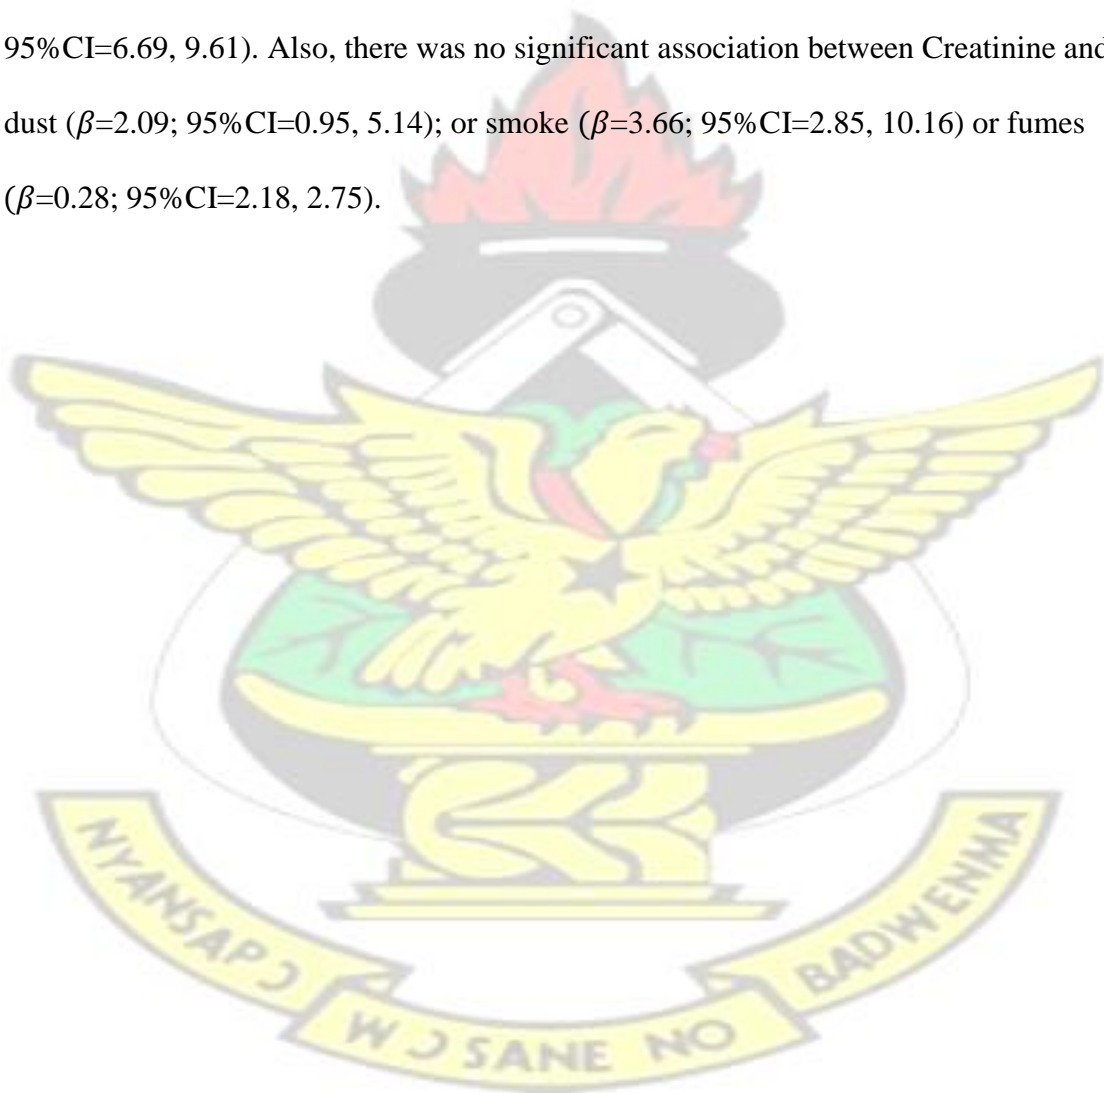 95%CI=6.69, 9.61). Also, there was no significant association between Creatinine and
dust (β=2.09; 95%CI=0.95, 5.14); or smoke (β=3.66; 95%CI=2.85, 10.16) or fumes
(β=0.28; 95%CI=2.18, 2.75).
NYANSAPƆ
WƆSANE NO
BADWENMA